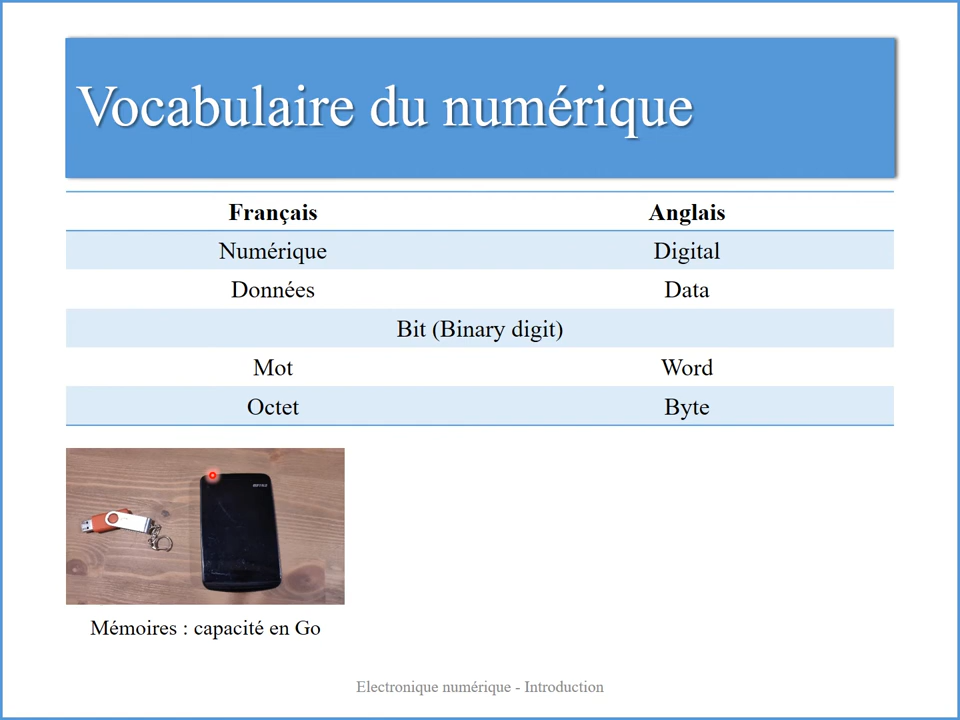 Vocabulaire du numérique
Français Anglais
Numérique Digital
Données Data
Bit (Binary digit)
Mot Word
Octet Byte
Mémoires : capacité en Go
Electronique numérique - Introduction